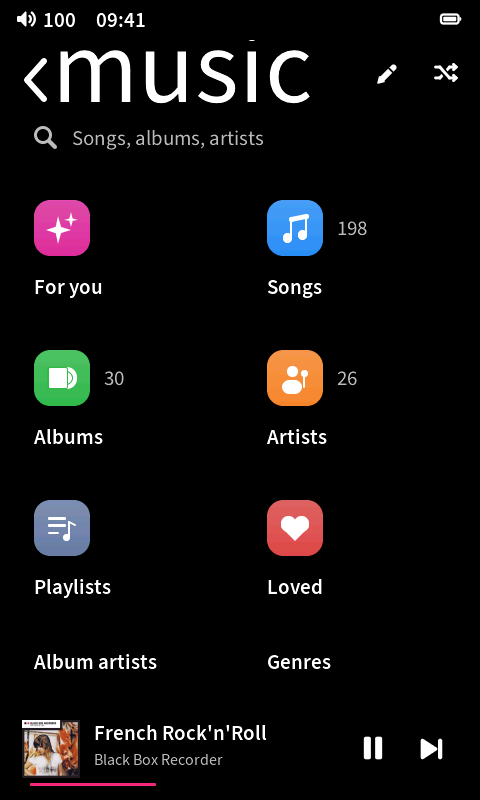 100 09:41
music
Songs, albums, artists
198
For you
Songs
30
26
Albums
Artists
Playlists
Loved
Album artists
Genres
French Rock'n'Roll
Black Box Recorder